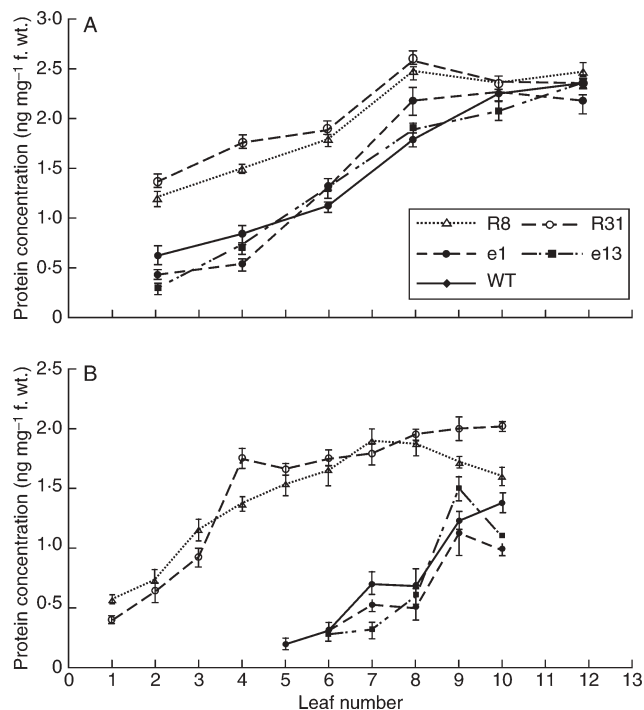 A
3·0
2·5
2·0
1·5
1·0
0·5
0
Protein concentration (ng mg⁻¹ f. wt.)
R8 R31
e1 e13
WT
B
2·5
2·0
1·5
1·0
0·5
0
Protein concentration (ng mg⁻¹ f. wt.)
0 1 2 3 4 5 6 7 8 9 10 11 12 13
Leaf number